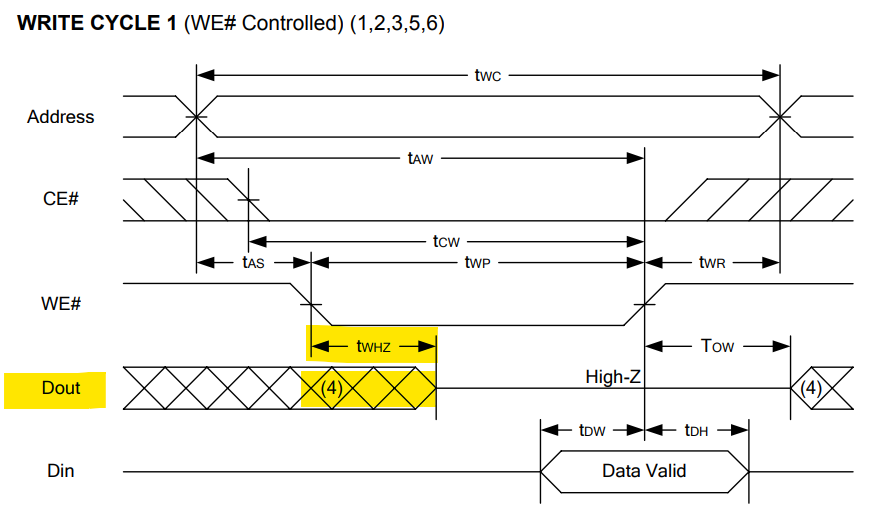 WRITE CYCLE 1 (WE# Controlled) (1,2,3,5,6)
tWC
Address
tAW
CE#
tCW
tAS tWP tWR
WE#
tWHZ TOW
Dout (4) High-Z (4)
tDW tDH
Din Data Valid